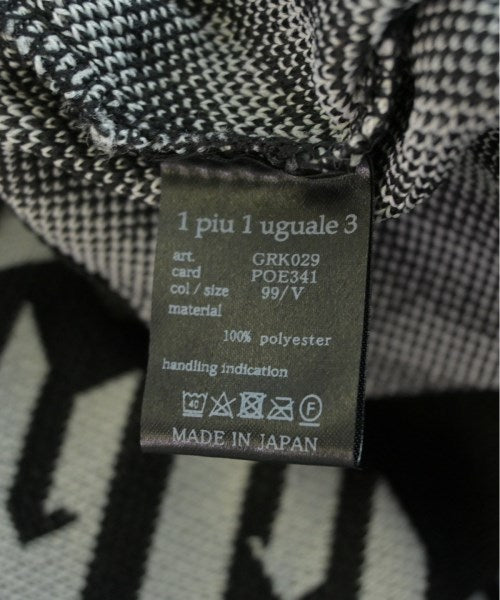 1 piu 1 uguale 3
art. GRK029
card POE341
col / size 99/V
material
100% polyester
handling indication
40 F
MADE IN JAPAN